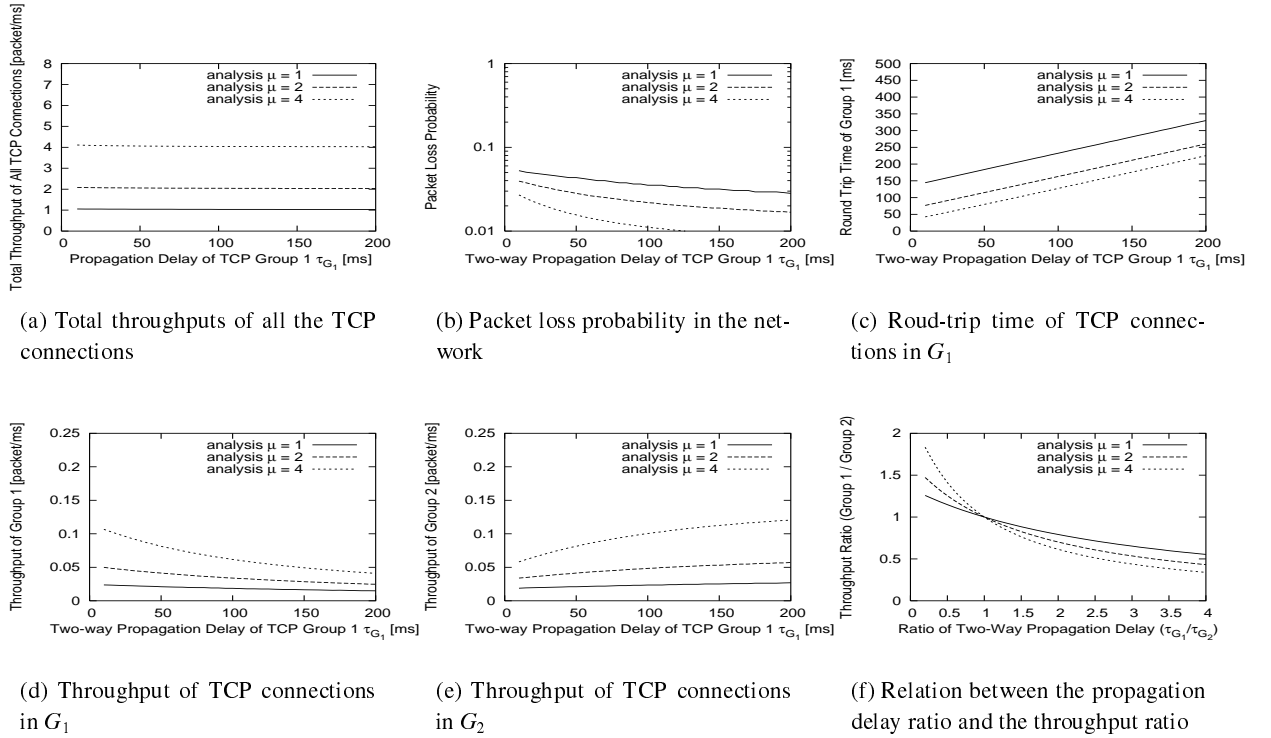 Total Throughput of All TCP Connections [packet/ms]
8
7
6
5
4
3
2
1
0
0 50 100 150 200
analysis μ = 1
analysis μ = 2
analysis μ = 4
Propagation Delay of TCP Group 1 τG1 [ms]
(a) Total throughputs of all the TCP
connections
Packet Loss Probability
1
0.1
0.01
0 50 100 150 200
analysis μ = 1
analysis μ = 2
analysis μ = 4
Two-way Propagation Delay of TCP Group 1 τG1 [ms]
(b) Packet loss probability in the net-
work
Round Trip Time of Group 1 [ms]
500
450
400
350
300
250
200
150
100
50
0
0 50 100 150 200
analysis μ = 1
analysis μ = 2
analysis μ = 4
Two-way Propagation Delay of TCP Group 1 τG1 [ms]
(c) Roud-trip time of TCP connec-
tions in G1
Throughput of Group 1 [packet/ms]
0.25
0.2
0.15
0.1
0.05
0
0 50 100 150 200
analysis μ = 1
analysis μ = 2
analysis μ = 4
Two-way Propagation Delay of TCP Group 1 τG1 [ms]
(d) Throughput of TCP connections
in G1
Throughput of Group 2 [packet/ms]
0.25
0.2
0.15
0.1
0.05
0
0 50 100 150 200
analysis μ = 1
analysis μ = 2
analysis μ = 4
Two-way Propagation Delay of TCP Group 1 τG1 [ms]
(e) Throughput of TCP connections
in G2
Throughput Ratio (Group 1 / Group 2)
2
1.5
1
0.5
0
0 0.5 1 1.5 2 2.5 3 3.5 4
analysis μ = 1
analysis μ = 2
analysis μ = 4
Ratio of Two-Way Propagation Delay (τG1/τG2)
(f) Relation between the propagation
delay ratio and the throughput ratio